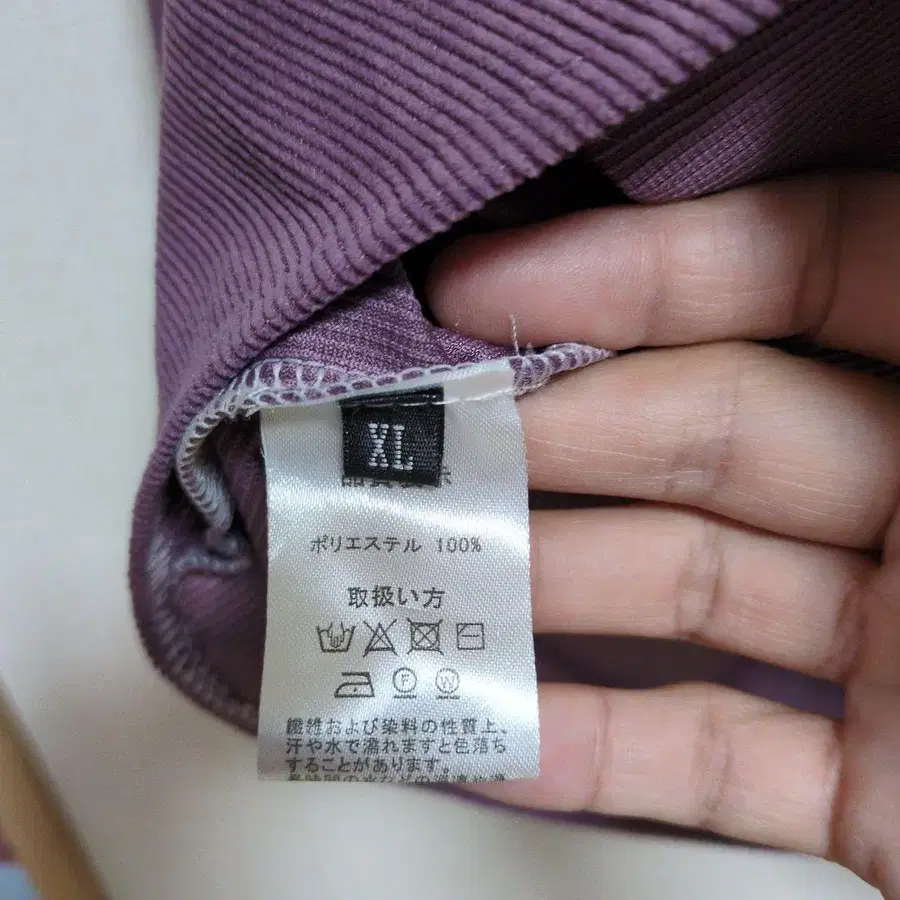 XL
ポリエステル 100%
取扱い方
F W
繊維および染料の性質上、
汗や水で濡れますと色落ち
することがあります。